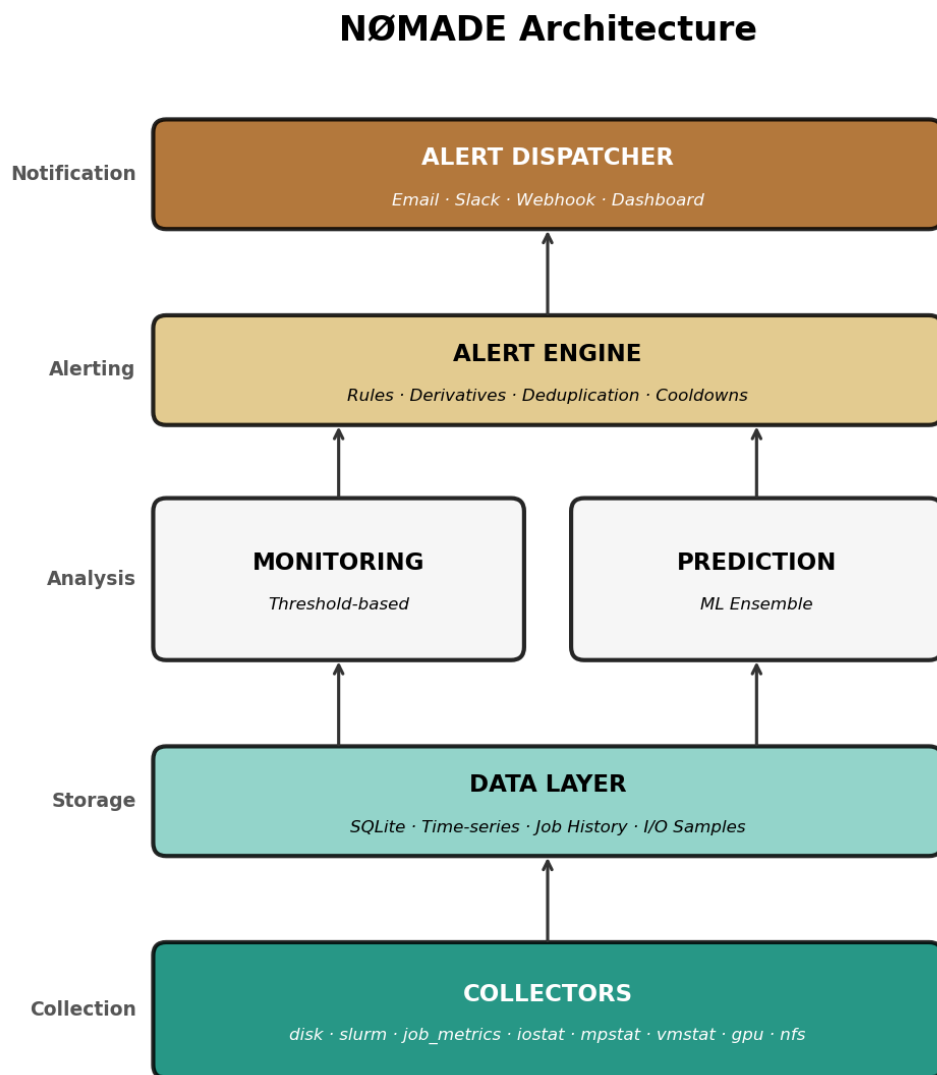 NØMADE Architecture
Notification
ALERT DISPATCHER
Email · Slack · Webhook · Dashboard
Alerting
ALERT ENGINE
Rules · Derivatives · Deduplication · Cooldowns
Analysis
MONITORING
Threshold-based
PREDICTION
ML Ensemble
Storage
DATA LAYER
SQLite · Time-series · Job History · I/O Samples
Collection
COLLECTORS
disk · slurm · job_metrics · iostat · mpstat · vmstat · gpu · nfs